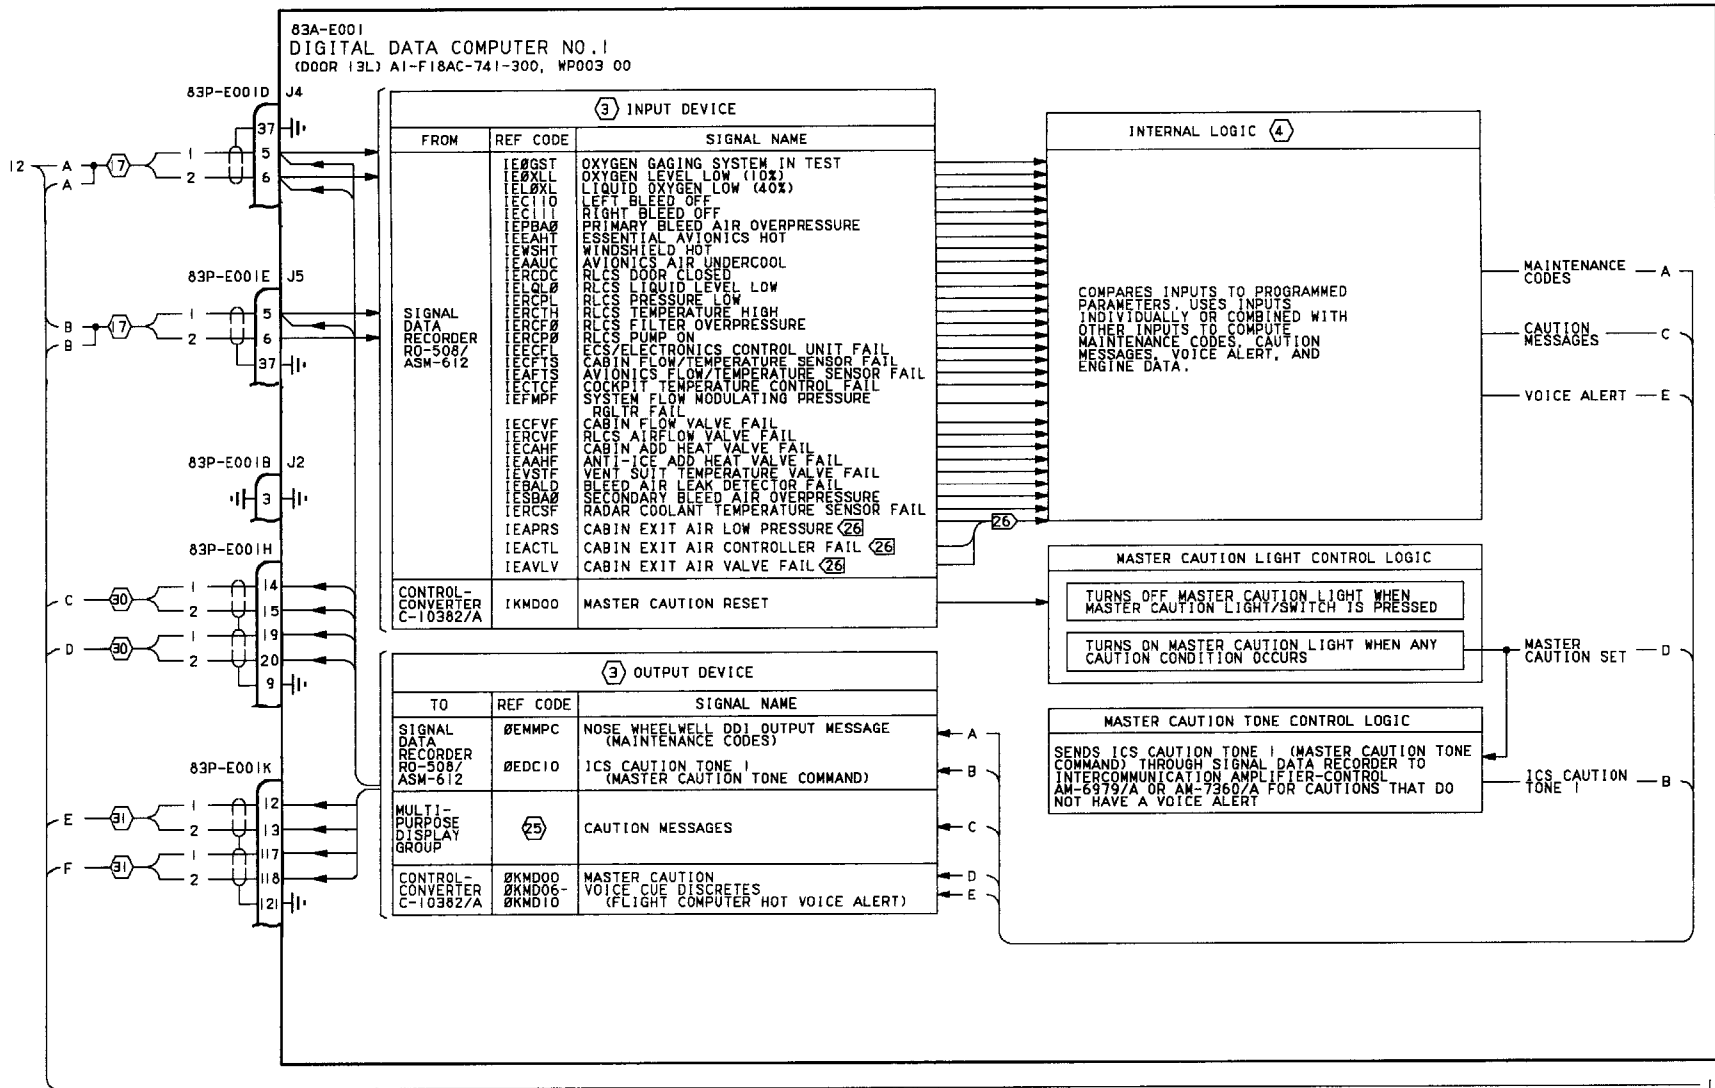 83A-E001
DIGITAL DATA COMPUTER NO.1
(DOOR 13L) A1-F18AC-741-300, WP003 00
83P-E001D J4
37
12 A 17 1 5
A 2 6
83P-E001E J5
B 17 1 5
B 2 6
37
83P-E001B J2
3
83P-E001H
C 30 1 14
2 15
D 30 1 19
2 20
9
83P-E001K
E 31 1 12
2 13
F 31 1 117
2 118
121
3 INPUT DEVICE
FROM REF CODE SIGNAL NAME
SIGNAL
DATA
RECORDER
RO-508/
ASM-612
IEØGST OXYGEN GAGING SYSTEM IN TEST
IEØXLL OXYGEN LEVEL LOW (10%)
IELØXL LIQUID OXYGEN LOW (40%)
IEC110 LEFT BLEED OFF
IEC111 RIGHT BLEED OFF
IEPBAØ PRIMARY BLEED AIR OVERPRESSURE
IEEAHT ESSENTIAL AVIONICS HOT
IEWSHT WINDSHIELD HOT
IEAAUC AVIONICS AIR UNDERCOOL
IERCDC RLCS DOOR CLOSED
IELQLØ RLCS LIQUID LEVEL LOW
IERCPL RLCS PRESSURE LOW
IERCTH RLCS TEMPERATURE HIGH
IERCFØ RLCS FILTER OVERPRESSURE
IERCPØ RLCS PUMP ON
IEECFL ECS/ELECTRONICS CONTROL UNIT FAIL
IECFTS CABIN FLOW/TEMPERATURE SENSOR FAIL
IEAFTS AVIONICS FLOW/TEMPERATURE SENSOR FAIL
IECTCF COCKPIT TEMPERATURE CONTROL FAIL
IEFMPF SYSTEM FLOW MODULATING PRESSURE
RGLTR FAIL
IECFVF CABIN FLOW VALVE FAIL
IERCVF RLCS AIRFLOW VALVE FAIL
IECAHF CABIN ADD HEAT VALVE FAIL
IEAAHF ANTI-ICE ADD HEAT VALVE FAIL
IEVSTF VENT SUIT TEMPERATURE VALVE FAIL
IEBALD BLEED AIR LEAK DETECTOR FAIL
IESBAØ SECONDARY BLEED AIR OVERPRESSURE
IERCSF RADAR COOLANT TEMPERATURE SENSOR FAIL
IEAPRS CABIN EXIT AIR LOW PRESSURE 26
IEACTL CABIN EXIT AIR CONTROLLER FAIL 26
IEAVLV CABIN EXIT AIR VALVE FAIL 26
26
CONTROL-
CONVERTER
C-10382/A
IKMD00 MASTER CAUTION RESET
3 OUTPUT DEVICE
TO REF CODE SIGNAL NAME
SIGNAL
DATA
RECORDER
RO-508/
ASM-612
ØEMMPC NOSE WHEELWELL DDI OUTPUT MESSAGE
(MAINTENANCE CODES)
A
ØEDC10 ICS CAUTION TONE 1
(MASTER CAUTION TONE COMMAND)
B
MULTI-
PURPOSE
DISPLAY
GROUP
25 CAUTION MESSAGES C
CONTROL-
CONVERTER
C-10382/A
ØKMD00 MASTER CAUTION D
ØKMD06- VOICE CUE DISCRETES E
ØKMD10 (FLIGHT COMPUTER HOT VOICE ALERT)
INTERNAL LOGIC 4
COMPARES INPUTS TO PROGRAMMED
PARAMETERS. USES INPUTS
INDIVIDUALLY OR COMBINED WITH
OTHER INPUTS TO COMPUTE
MAINTENANCE CODES, CAUTION
MESSAGES, VOICE ALERT, AND
ENGINE DATA.
MAINTENANCE
CODES A
CAUTION
MESSAGES C
VOICE ALERT E
MASTER CAUTION LIGHT CONTROL LOGIC
TURNS OFF MASTER CAUTION LIGHT WHEN
MASTER CAUTION LIGHT/SWITCH IS PRESSED
TURNS ON MASTER CAUTION LIGHT WHEN ANY
CAUTION CONDITION OCCURS
MASTER
CAUTION SET D
MASTER CAUTION TONE CONTROL LOGIC
SENDS ICS CAUTION TONE 1 (MASTER CAUTION TONE
COMMAND) THROUGH SIGNAL DATA RECORDER TO
INTERCOMMUNICATION AMPLIFIER-CONTROL
AM-6979/A OR AM-7360/A FOR CAUTIONS THAT DO
NOT HAVE A VOICE ALERT
ICS CAUTION
TONE 1 B